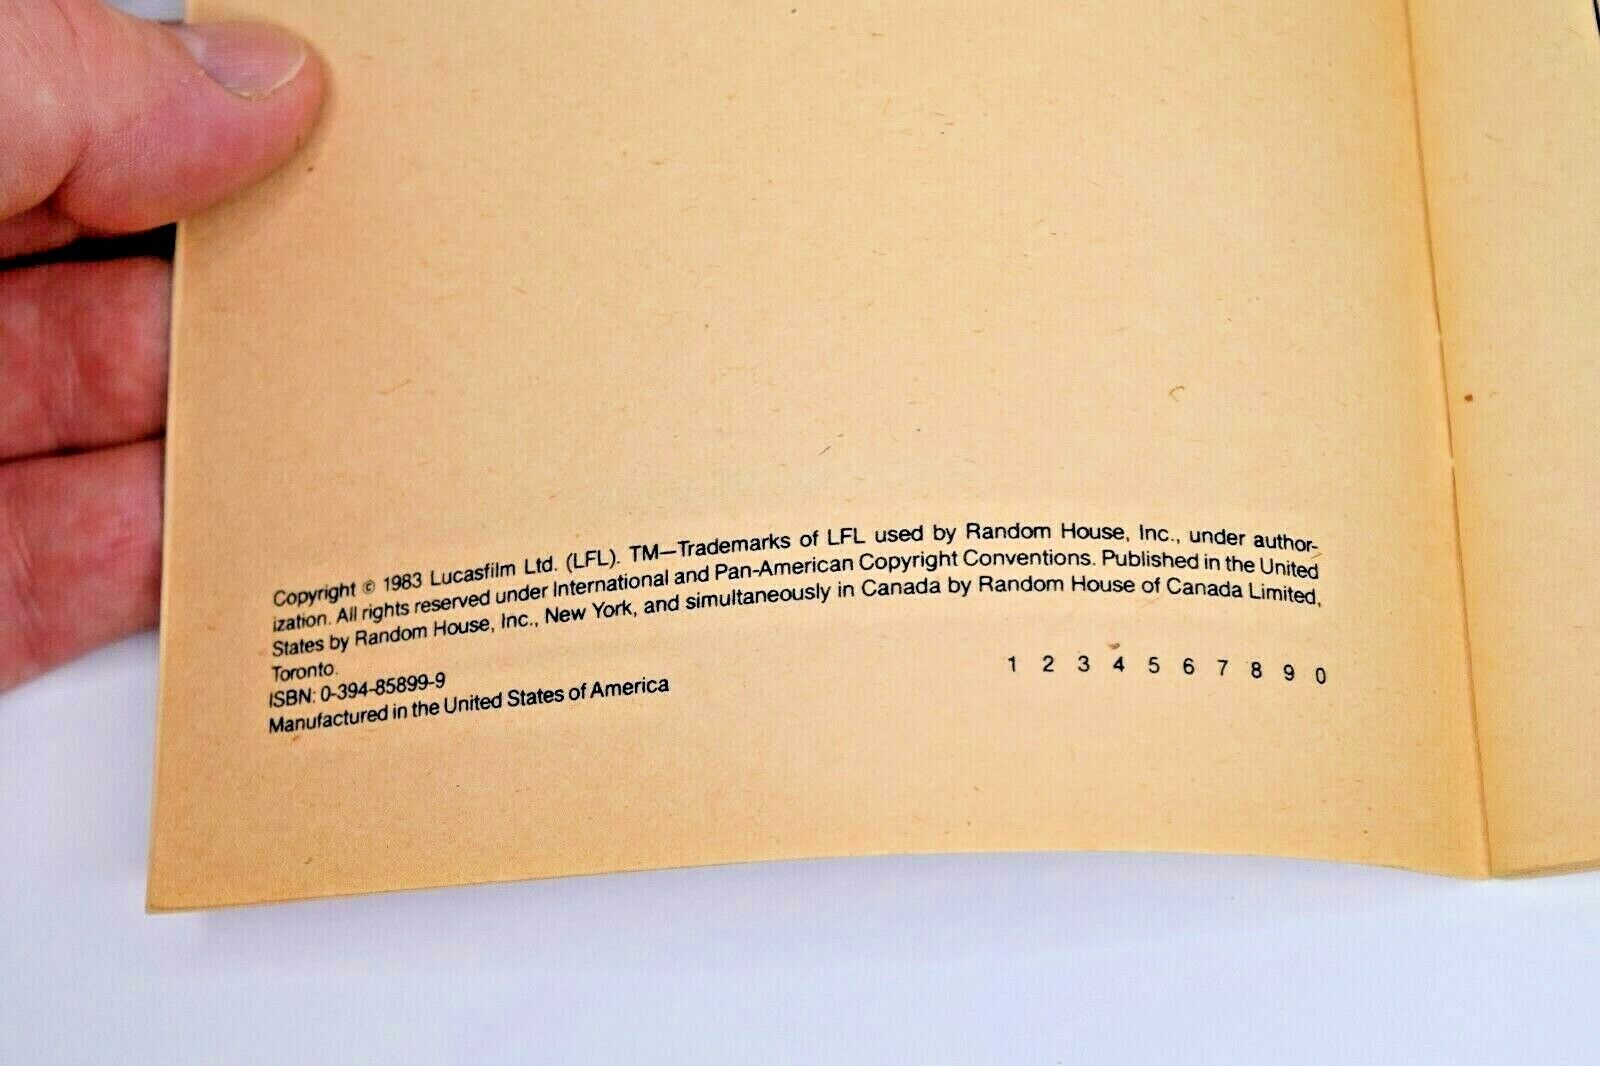 Copyright © 1983 Lucasfilm Ltd. (LFL). TM—Trademarks of LFL used by Random House, Inc., under author-
ization. All rights reserved under International and Pan-American Copyright Conventions. Published in the United
States by Random House, Inc., New York, and simultaneously in Canada by Random House of Canada Limited,
Toronto.
ISBN: 0-394-85899-9
Manufactured in the United States of America
1 2 3 4 5 6 7 8 9 0